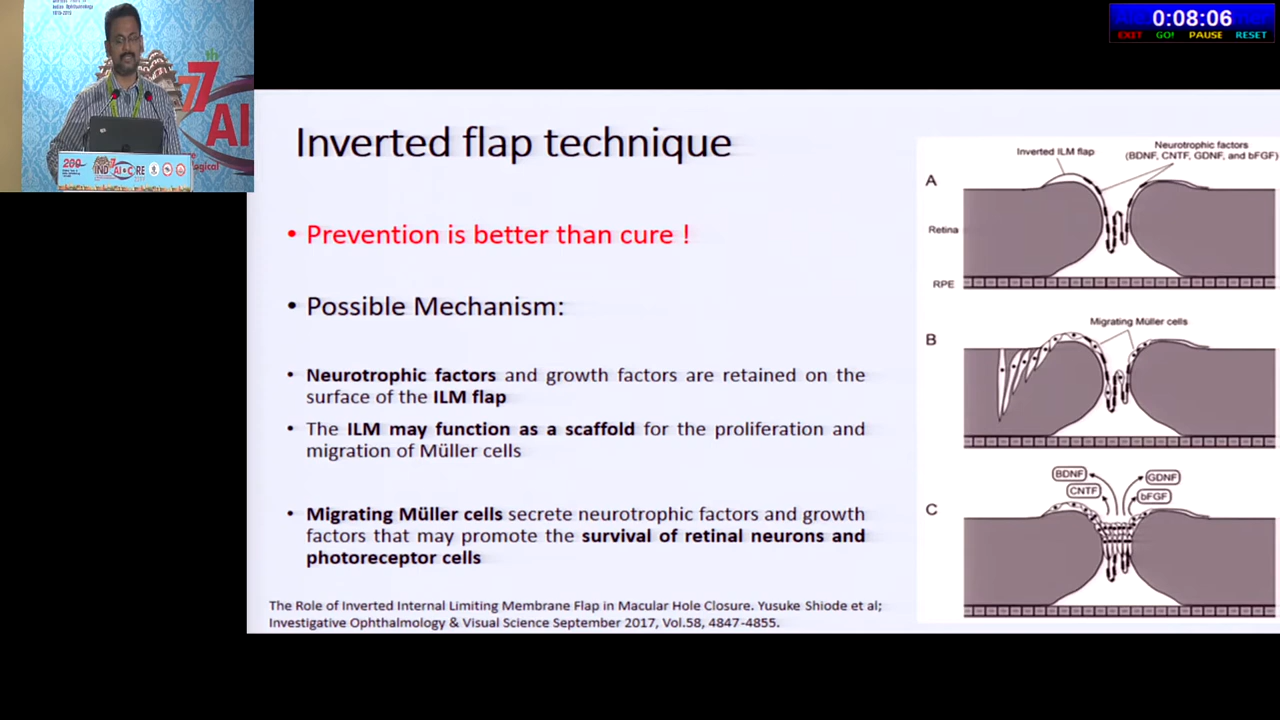 Indian Ophthalmology
0:08:06
EXIT GO! PAUSE RESET
th
77
AI
Inverted flap technique
• Prevention is better than cure !
• Possible Mechanism:
• Neurotrophic factors and growth factors are retained on the
surface of the ILM flap
• The ILM may function as a scaffold for the proliferation and
migration of Müller cells
• Migrating Müller cells secrete neurotrophic factors and growth
factors that may promote the survival of retinal neurons and
photoreceptor cells
The Role of Inverted Internal Limiting Membrane Flap in Macular Hole Closure. Yusuke Shiode et al;
Investigative Ophthalmology & Visual Science September 2017, Vol.58, 4847-4855.
Inverted ILM flap
Neurotrophic factors
(BDNF, CNTF, GDNF, and bFGF)
A
Retina
RPE
Migrating Müller cells
B
BDNF
GDNF
CNTF
bFGF
C